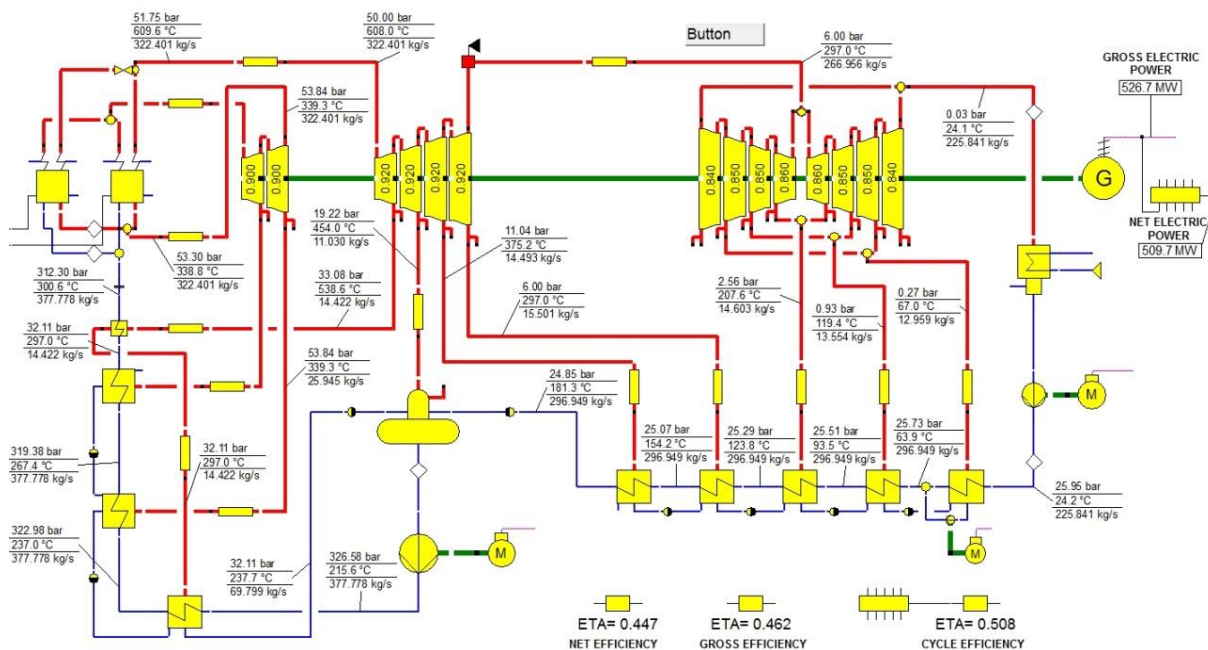 51.75 bar
609.6 °C
322.401 kg/s
50.00 bar
608.0 °C
322.401 kg/s
Button
6.00 bar
297.0 °C
266.956 kg/s
GROSS ELECTRIC
POWER
526.7 MW
53.84 bar
339.3 °C
322.401 kg/s
0.03 bar
24.1 °C
225.841 kg/s
0.900
0.900
0.920
0.920
0.920
0.920
0.840
0.850
0.850
0.860
0.860
0.850
0.850
0.840
G
NET ELECTRIC
POWER
509.7 MW
19.22 bar
454.0 °C
11.030 kg/s
11.04 bar
375.2 °C
14.493 kg/s
53.30 bar
338.8 °C
322.401 kg/s
312.30 bar
300.6 °C
377.778 kg/s
33.08 bar
538.6 °C
14.422 kg/s
6.00 bar
297.0 °C
15.501 kg/s
2.56 bar
207.6 °C
14.603 kg/s
0.93 bar
119.4 °C
13.554 kg/s
0.27 bar
67.0 °C
12.959 kg/s
32.11 bar
297.0 °C
14.422 kg/s
53.84 bar
339.3 °C
25.945 kg/s
24.85 bar
181.3 °C
296.949 kg/s
M
25.07 bar
154.2 °C
296.949 kg/s
25.29 bar
123.8 °C
296.949 kg/s
25.51 bar
93.5 °C
296.949 kg/s
25.73 bar
63.9 °C
296.949 kg/s
319.38 bar
267.4 °C
377.778 kg/s
32.11 bar
297.0 °C
14.422 kg/s
25.95 bar
24.2 °C
225.841 kg/s
322.98 bar
237.0 °C
377.778 kg/s
32.11 bar
237.7 °C
69.799 kg/s
326.58 bar
215.6 °C
377.778 kg/s
M
M
ETA= 0.447
NET EFFICIENCY
ETA= 0.462
GROSS EFFICIENCY
ETA= 0.508
CYCLE EFFICIENCY